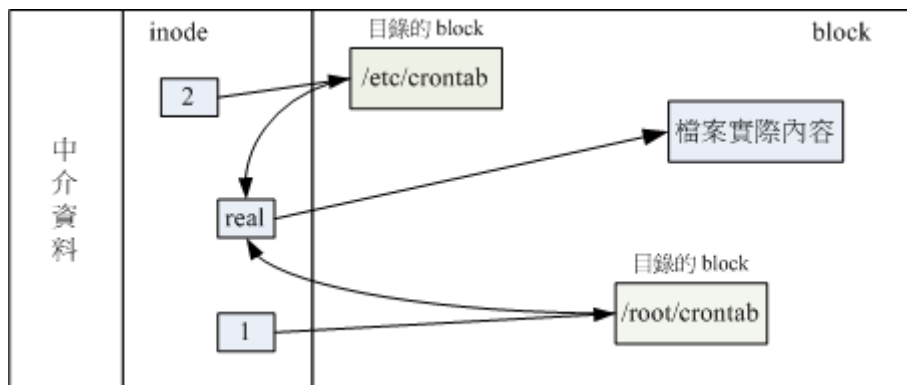 inode
目錄的 block
block
/etc/crontab
2
檔案實際內容
中
介
資
料
real
目錄的 block
/root/crontab
1